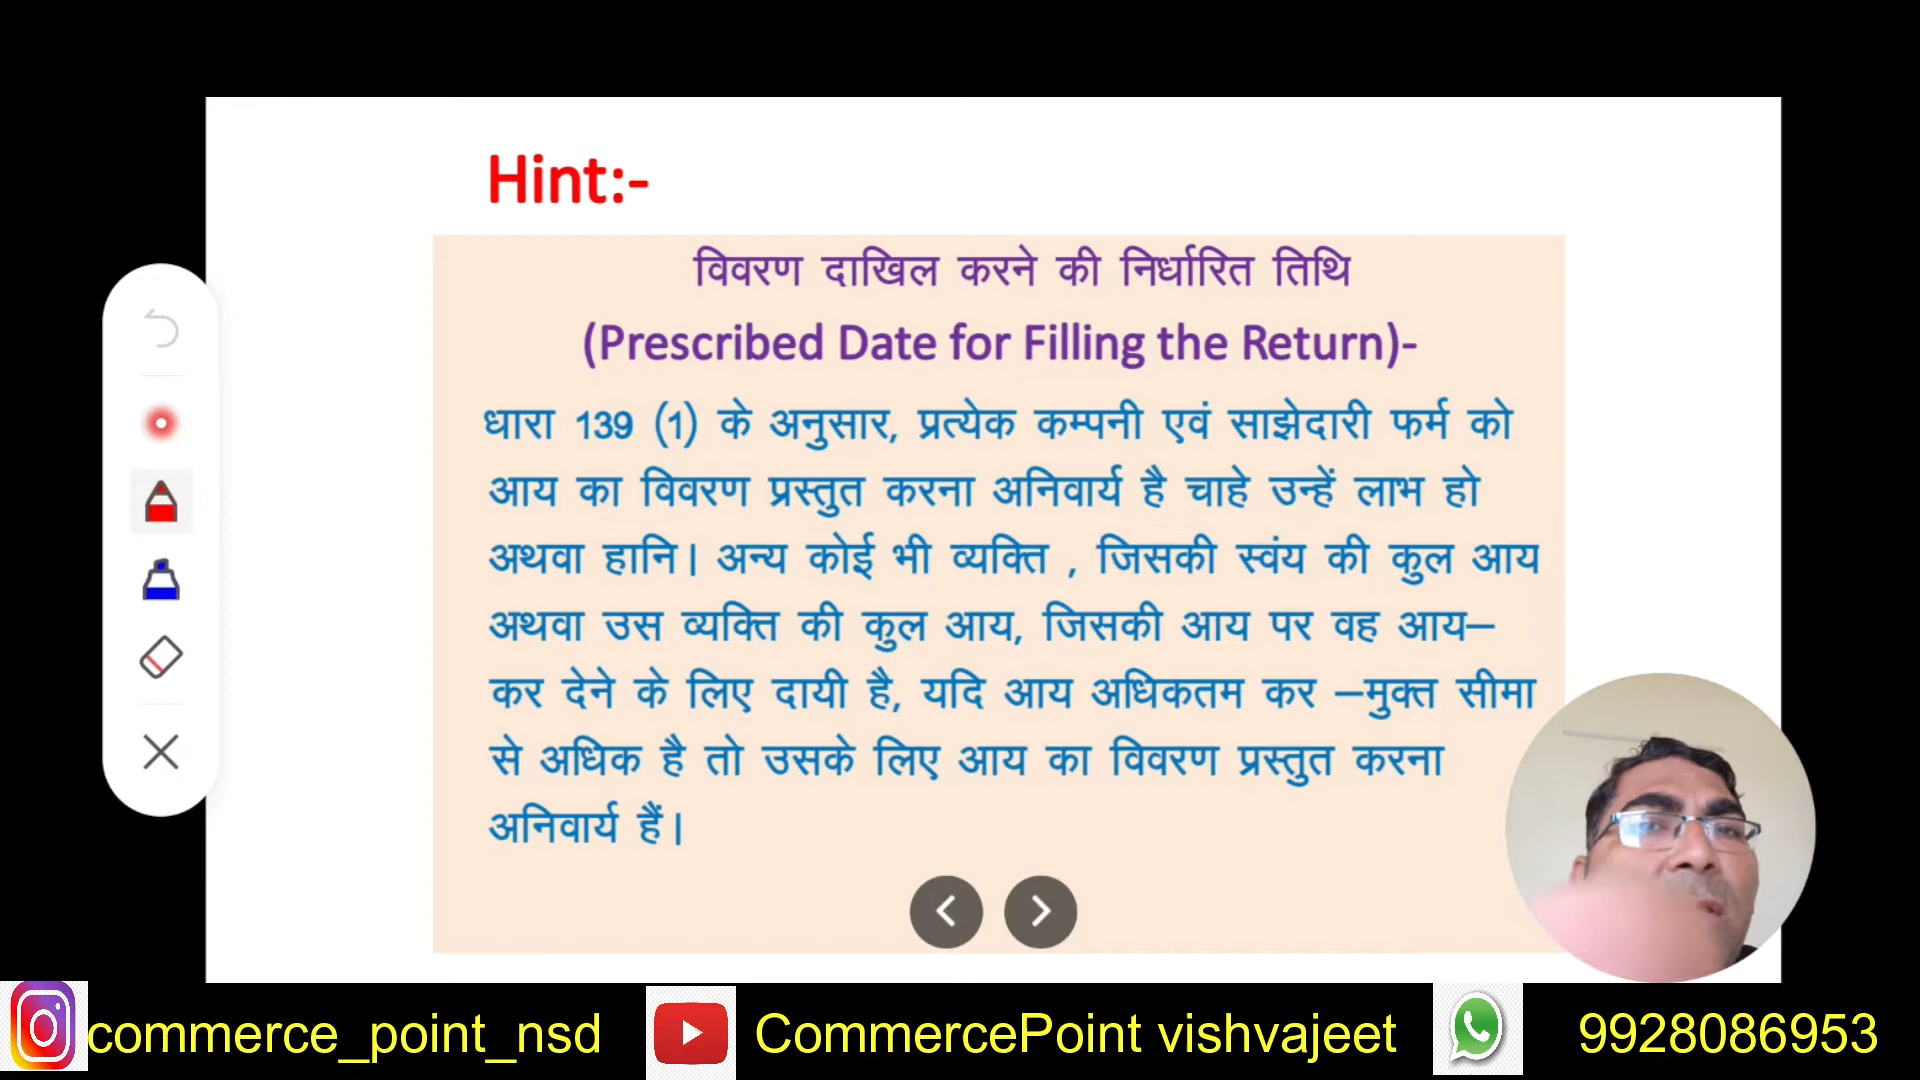 Hint:-
विवरण दाखिल करने की निर्धारित तिथि
(Prescribed Date for Filling the Return)-
धारा 139 (1) के अनुसार, प्रत्येक कम्पनी एवं साझेदारी फर्म को
आय का विवरण प्रस्तुत करना अनिवार्य है चाहे उन्हें लाभ हो
अथवा हानि। अन्य कोई भी व्यक्ति , जिसकी स्वंय की कुल आय
अथवा उस व्यक्ति की कुल आय, जिसकी आय पर वह आय–
कर देने के लिए दायी है, यदि आय अधिकतम कर –मुक्त सीमा
से अधिक है तो उसके लिए आय का विवरण प्रस्तुत करना
अनिवार्य हैं।
commerce_point_nsd CommercePoint vishvajeet 9928086953